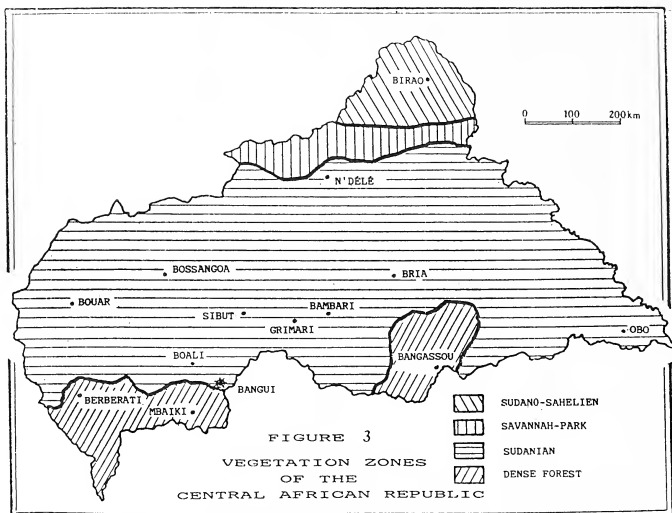 BIRAO
0 100 200km
N'DÉLÉ
BOSSANGOA
BRIA
BOUAR
SIBUT
BAMBARI
GRIMARI
OBO
BOALI
BANGASSOU
BANGUI
BERBERATI
MBAIKI
FIGURE 3
VEGETATION ZONES
OF THE
CENTRAL AFRICAN REPUBLIC
SUDANO-SAHELIEN
SAVANNAH-PARK
SUDANIAN
DENSE FOREST